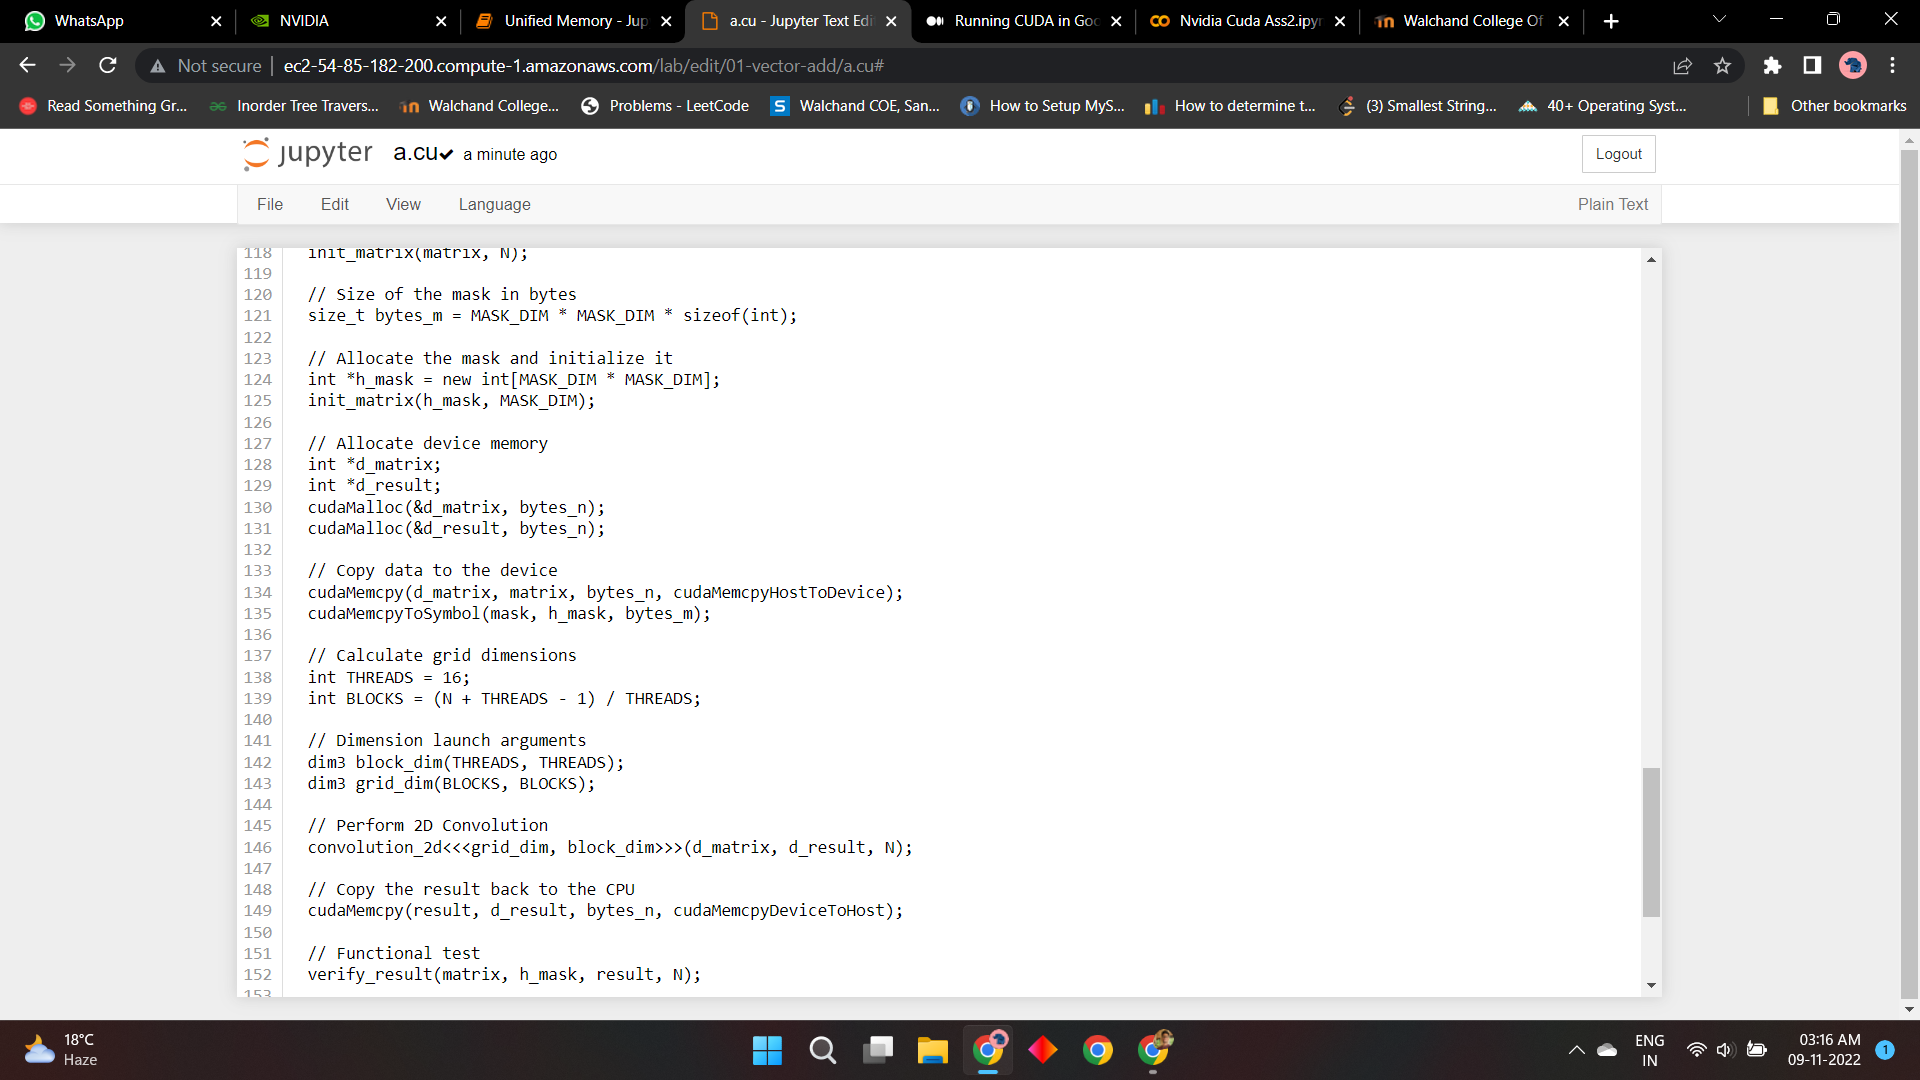 WhatsApp
NVIDIA
Unified Memory - Jup
a.cu - Jupyter Text Edi
Running CUDA in Goo
Nvidia Cuda Ass2.ipyn
Walchand College Of
Not secure | ec2-54-85-182-200.compute-1.amazonaws.com/lab/edit/01-vector-add/a.cu#
Read Something Gr...
Inorder Tree Travers...
Walchand College...
Problems - LeetCode
Walchand COE, San...
How to Setup MyS...
How to determine t...
(3) Smallest String...
40+ Operating Syst...
Other bookmarks
jupyter a.cu✔ a minute ago
Logout
File Edit View Language
Plain Text
118 init_matrix(matrix, N);
119
120 // Size of the mask in bytes
121 size_t bytes_m = MASK_DIM * MASK_DIM * sizeof(int);
122
123 // Allocate the mask and initialize it
124 int *h_mask = new int[MASK_DIM * MASK_DIM];
125 init_matrix(h_mask, MASK_DIM);
126
127 // Allocate device memory
128 int *d_matrix;
129 int *d_result;
130 cudaMalloc(&d_matrix, bytes_n);
131 cudaMalloc(&d_result, bytes_n);
132
133 // Copy data to the device
134 cudaMemcpy(d_matrix, matrix, bytes_n, cudaMemcpyHostToDevice);
135 cudaMemcpyToSymbol(mask, h_mask, bytes_m);
136
137 // Calculate grid dimensions
138 int THREADS = 16;
139 int BLOCKS = (N + THREADS - 1) / THREADS;
140
141 // Dimension launch arguments
142 dim3 block_dim(THREADS, THREADS);
143 dim3 grid_dim(BLOCKS, BLOCKS);
144
145 // Perform 2D Convolution
146 convolution_2d<<<grid_dim, block_dim>>>(d_matrix, d_result, N);
147
148 // Copy the result back to the CPU
149 cudaMemcpy(result, d_result, bytes_n, cudaMemcpyDeviceToHost);
150
151 // Functional test
152 verify_result(matrix, h_mask, result, N);
153
18°C
Haze
ENG
IN
03:16 AM
09-11-2022
1